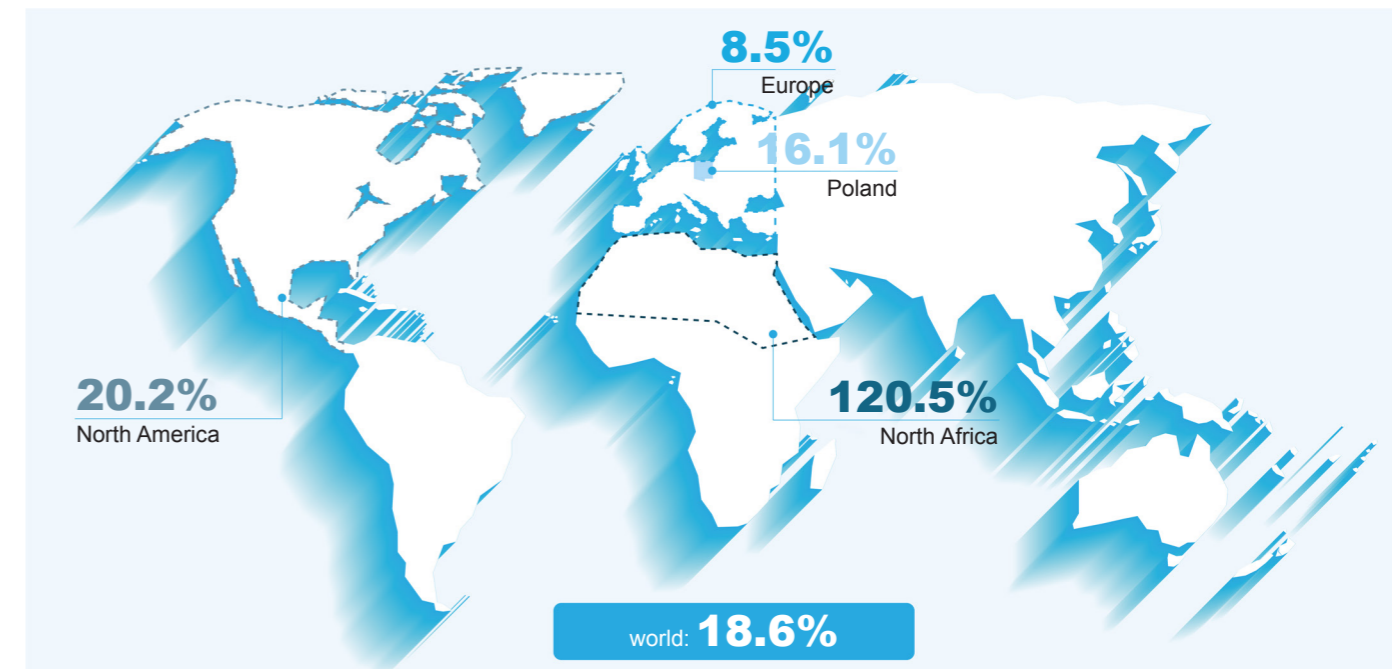 8.5%
Europe
16.1%
Poland
20.2%
North America
120.5%
North Africa
world: 18.6%